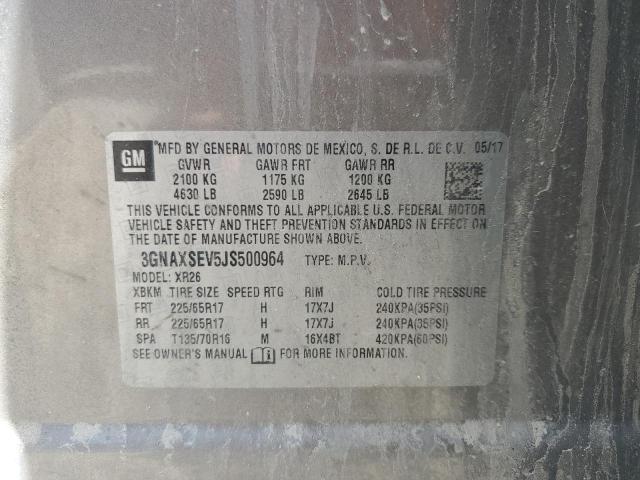 GM
MFD BY GENERAL MOTORS DE MEXICO, S. DE R.L. DE C.V. 05/17
GVWR GAWR FRT GAWR RR
2100 KG 1175 KG 1200 KG
4630 LB 2590 LB 2645 LB
THIS VEHICLE CONFORMS TO ALL APPLICABLE U.S. FEDERAL MOTOR
VEHICLE SAFETY AND THEFT PREVENTION STANDARDS IN EFFECT ON
THE DATE OF MANUFACTURE SHOWN ABOVE.
3GNAXSEV5JS500964 TYPE: M.P.V.
MODEL: XR26
XBKM TIRE SIZE SPEED RTG RIM COLD TIRE PRESSURE
FRT 225/65R17 H 17X7J 240KPA(35PSI)
RR 225/65R17 H 17X7J 240KPA(35PSI)
SPA T135/70R16 M 16X4BT 420KPA(60PSI)
SEE OWNER'S MANUAL FOR MORE INFORMATION.